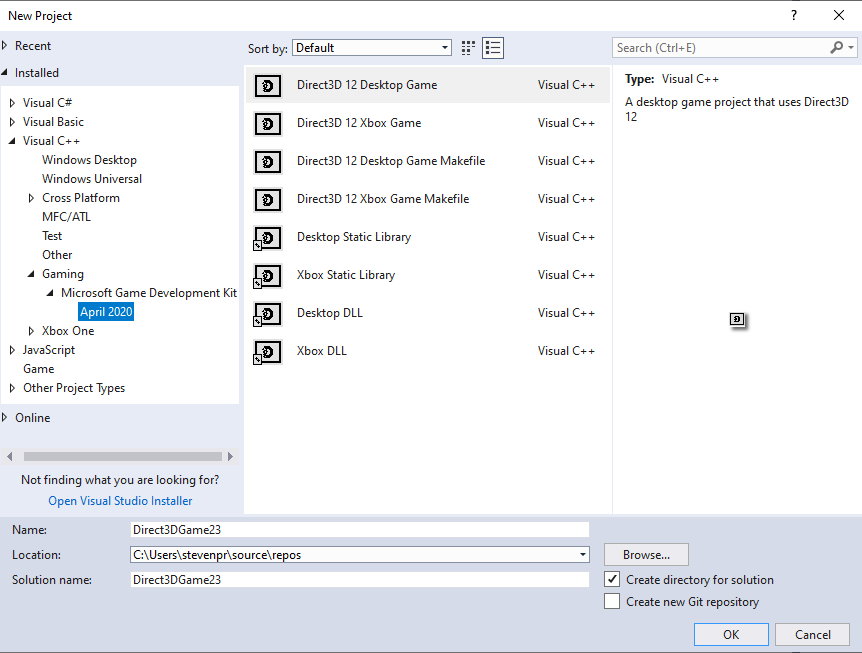 New Project
?
Recent
Installed
Visual C#
Visual Basic
Visual C++
Windows Desktop
Windows Universal
Cross Platform
MFC/ATL
Test
Other
Gaming
Microsoft Game Development Kit
April 2020
Xbox One
JavaScript
Game
Other Project Types
Online
Not finding what you are looking for?
Open Visual Studio Installer
Sort by: Default
Direct3D 12 Desktop Game Visual C++
Direct3D 12 Xbox Game Visual C++
Direct3D 12 Desktop Game Makefile Visual C++
Direct3D 12 Xbox Game Makefile Visual C++
Desktop Static Library Visual C++
Xbox Static Library Visual C++
Desktop DLL Visual C++
Xbox DLL Visual C++
Search (Ctrl+E)
Type: Visual C++
A desktop game project that uses Direct3D
12
Name: Direct3DGame23
Location: C:\Users\stevenpr\source\repos
Browse...
Solution name: Direct3DGame23
Create directory for solution
Create new Git repository
OK
Cancel